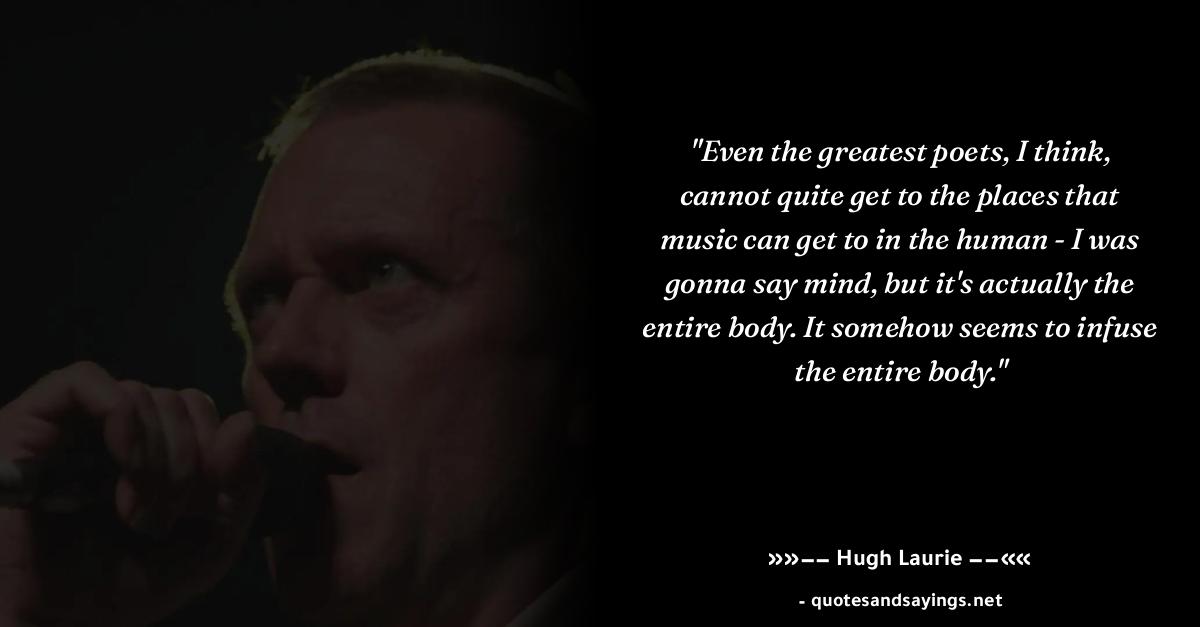 "Even the greatest poets, I think,
cannot quite get to the places that
music can get to in the human - I was
gonna say mind, but it's actually the
entire body. It somehow seems to infuse
the entire body."
»»−− Hugh Laurie −−««
- quotesandsayings.net